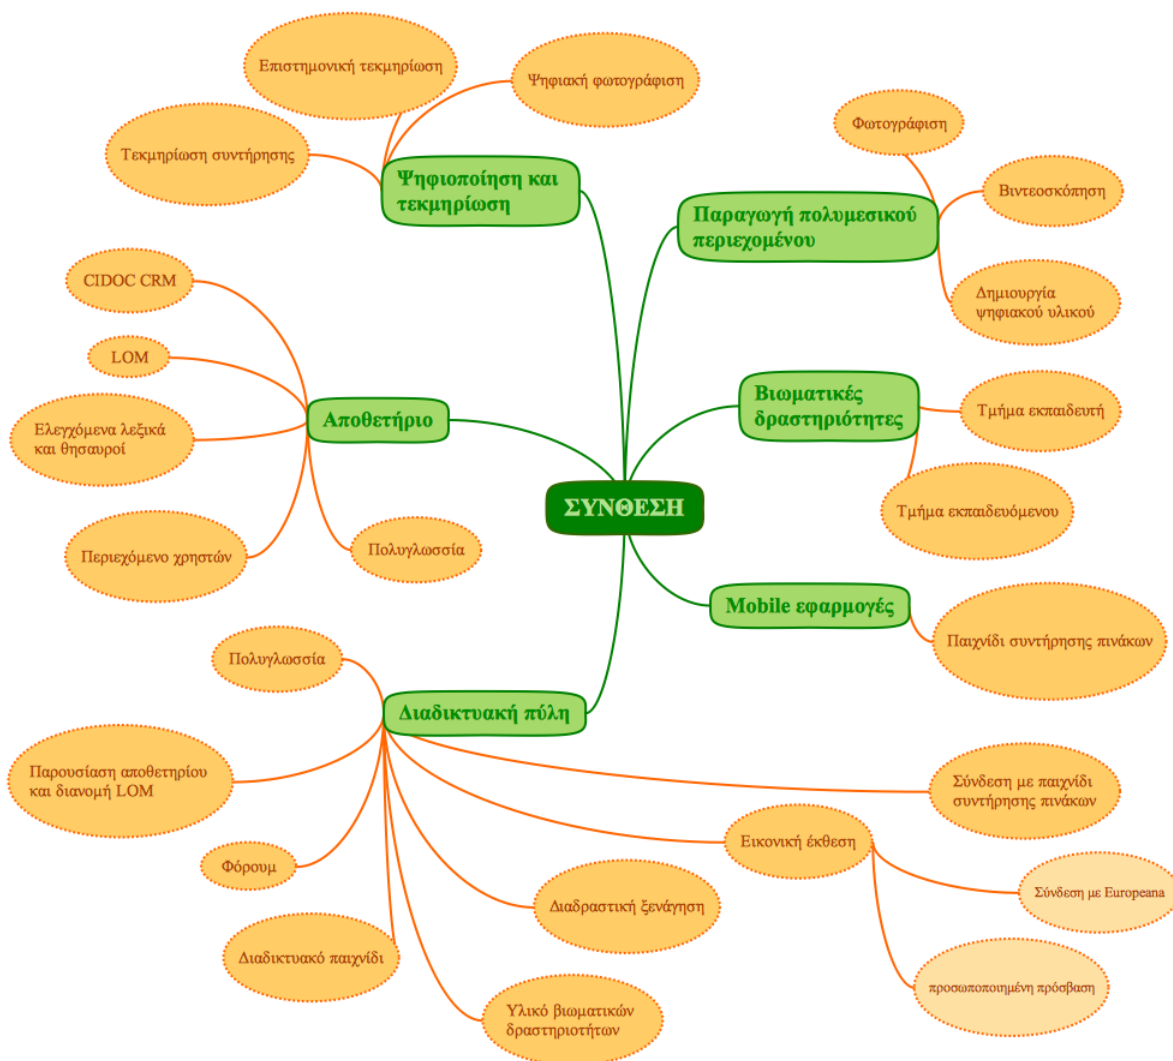 Επιστημονική τεκμηρίωση
Ψηφιακή φωτογράφιση
Τεκμηρίωση συντήρησης
Ψηφιοποίηση και
τεκμηρίωση
Φωτογράφιση
Βιντεοσκόπηση
Παραγωγή πολυμεσικού
περιεχομένου
Δημιουργία
ψηφιακού υλικού
CIDOC CRM
LOM
Ελεγχόμενα λεξικά
και θησαυροί
Αποθετήριο
Περιεχόμενο χρηστών
Πολυγλωσσία
Βιωματικές
δραστηριότητες
Τμήμα εκπαιδευτή
Τμήμα εκπαιδευόμενου
ΣΥΝΘΕΣΗ
Mobile εφαρμογές
Παιχνίδι συντήρησης πινάκων
Πολυγλωσσία
Διαδικτυακή πύλη
Παρουσίαση αποθετηρίου
και διανομή LOM
Σύνδεση με παιχνίδι
συντήρησης πινάκων
Φόρουμ
Εικονική έκθεση
Σύνδεση με Europeana
Διαδραστική ξενάγηση
Διαδικτυακό παιχνίδι
προσωποποιημένη πρόσβαση
Υλικό βιωματικών
δραστηριοτήτων